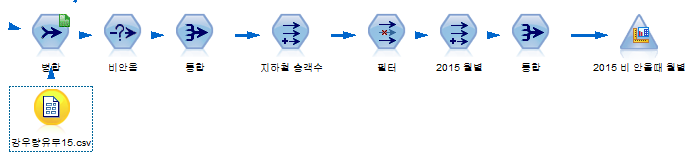 병합
비안옴
통합
지하철 승객수
필터
2015 월별
통합
2015 비 안올때 월별
강우량유무15.csv